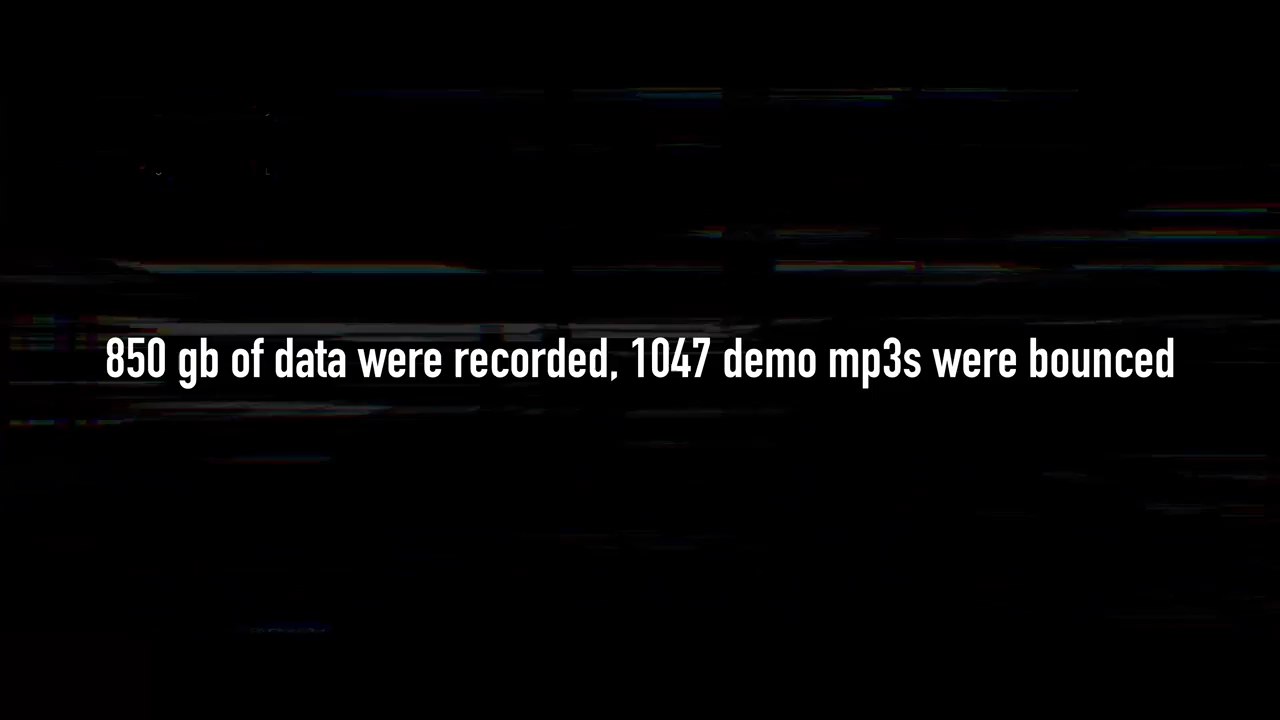 850 gb of data were recorded, 1047 demo mp3s were bounced